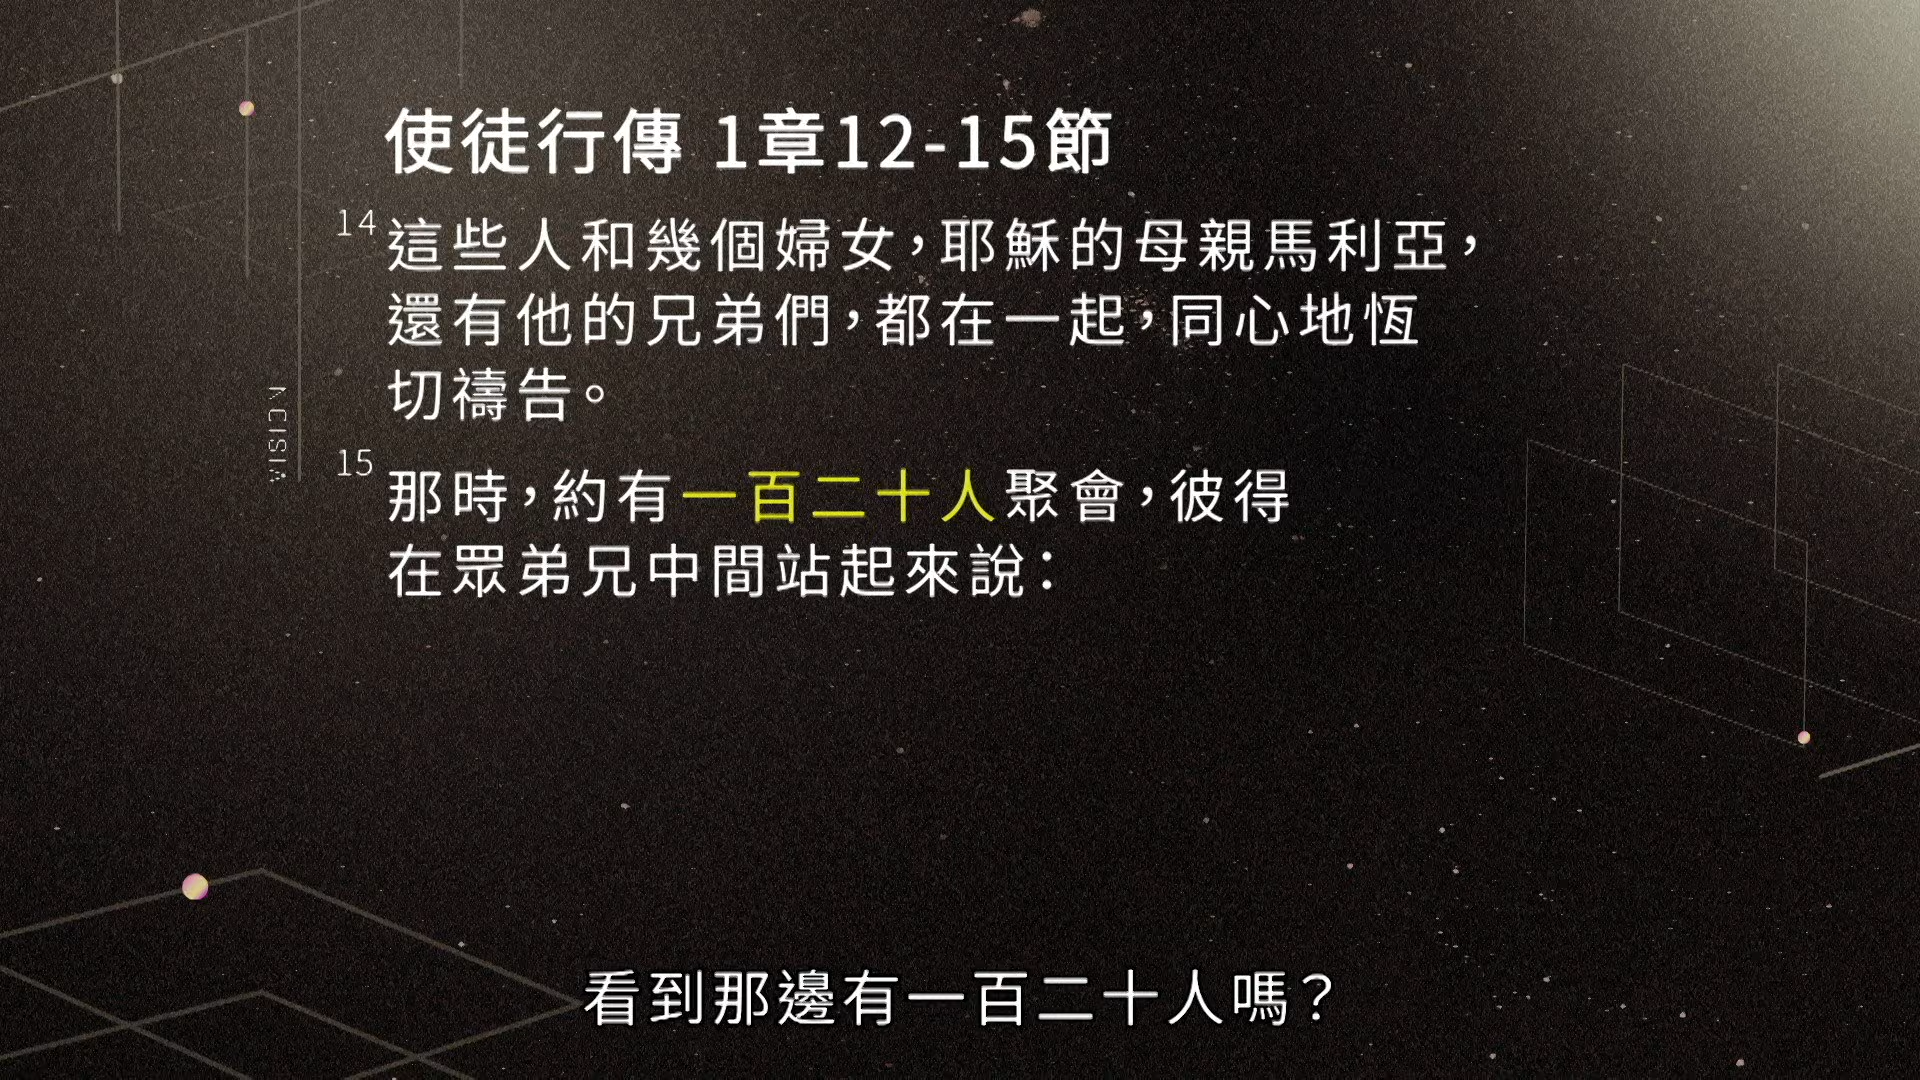 使徒行傳 1章12-15節
14 這些人和幾個婦女，耶穌的母親馬利亞，
還有他的兄弟們，都在一起，同心地恆
切禱告。
15 那時，約有一百二十人聚會，彼得
在眾弟兄中間站起來說：
看到那邊有一百二十人嗎？